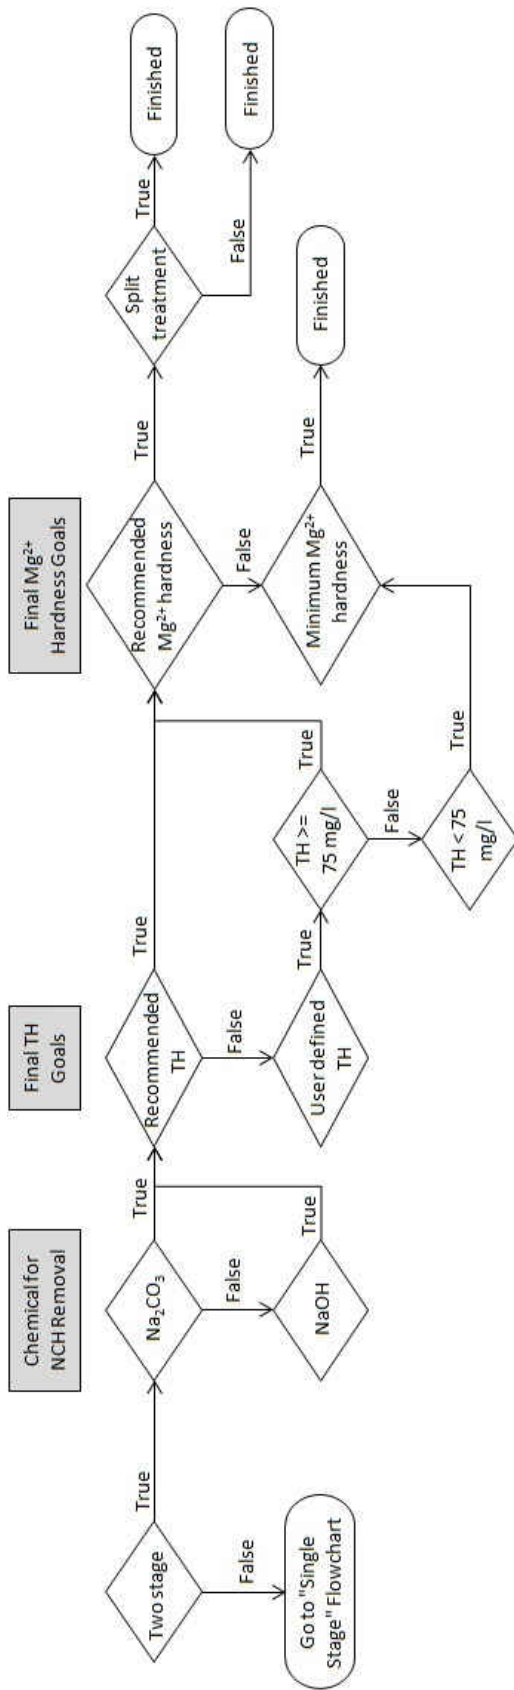 Chemical for
NCH Removal
Final TH
Goals
Final Mg²⁺
Hardness Goals
Two stage
True
False
Go to "Single
Stage" Flowchart
Na₂CO₃
True
False
NaOH
True
Recommended
TH
True
False
User defined
TH
True
TH >=
75 mg/l
True
False
TH < 75
mg/l
True
Recommended
Mg²⁺ hardness
True
False
Minimum Mg²⁺
hardness
True
Finished
Split
treatment
True
Finished
False
Finished